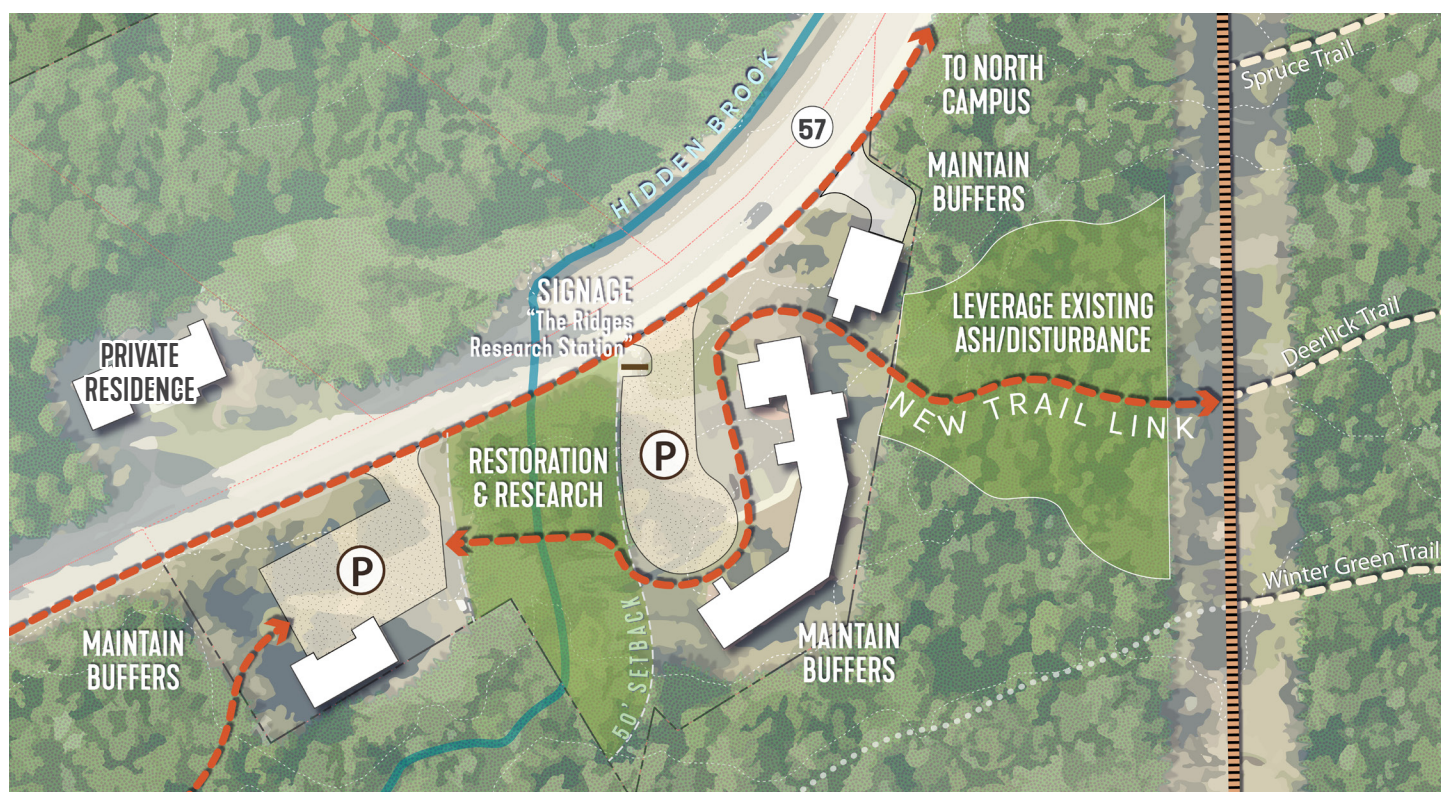 TO NORTH
CAMPUS
Spruce Trail
HIDDEN BROOK
57
MAINTAIN
BUFFERS
SIGNAGE
“The Ridges
Research Station”
LEVERAGE EXISTING
ASH/DISTURBANCE
Deerlick Trail
PRIVATE
RESIDENCE
NEW TRAIL LINK
RESTORATION
& RESEARCH
P
P
Winter Green Trail
MAINTAIN
BUFFERS
50' SETBACK
MAINTAIN
BUFFERS